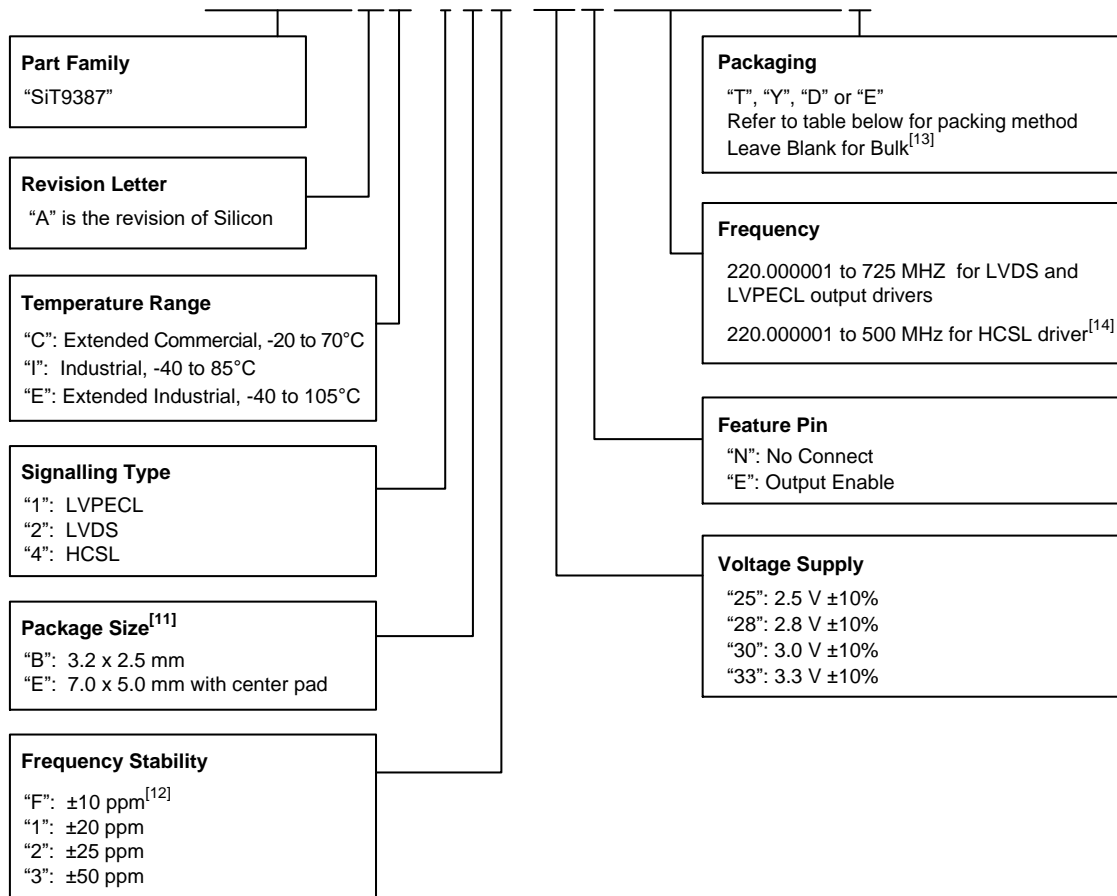 Part Family
“SiT9387”
Revision Letter
“A” is the revision of Silicon
Temperature Range
“C”: Extended Commercial, -20 to 70°C
“I”: Industrial, -40 to 85°C
“E”: Extended Industrial, -40 to 105°C
Signalling Type
“1”: LVPECL
“2”: LVDS
“4”: HCSL
Package Size[11]
“B”: 3.2 x 2.5 mm
“E”: 7.0 x 5.0 mm with center pad
Frequency Stability
“F”: ±10 ppm[12]
“1”: ±20 ppm
“2”: ±25 ppm
“3”: ±50 ppm
Packaging
“T”, “Y”, “D” or “E”
Refer to table below for packing method
Leave Blank for Bulk[13]
Frequency
220.000001 to 725 MHZ for LVDS and
LVPECL output drivers
220.000001 to 500 MHz for HCSL driver[14]
Feature Pin
“N”: No Connect
“E”: Output Enable
Voltage Supply
“25”: 2.5 V ±10%
“28”: 2.8 V ±10%
“30”: 3.0 V ±10%
“33”: 3.3 V ±10%